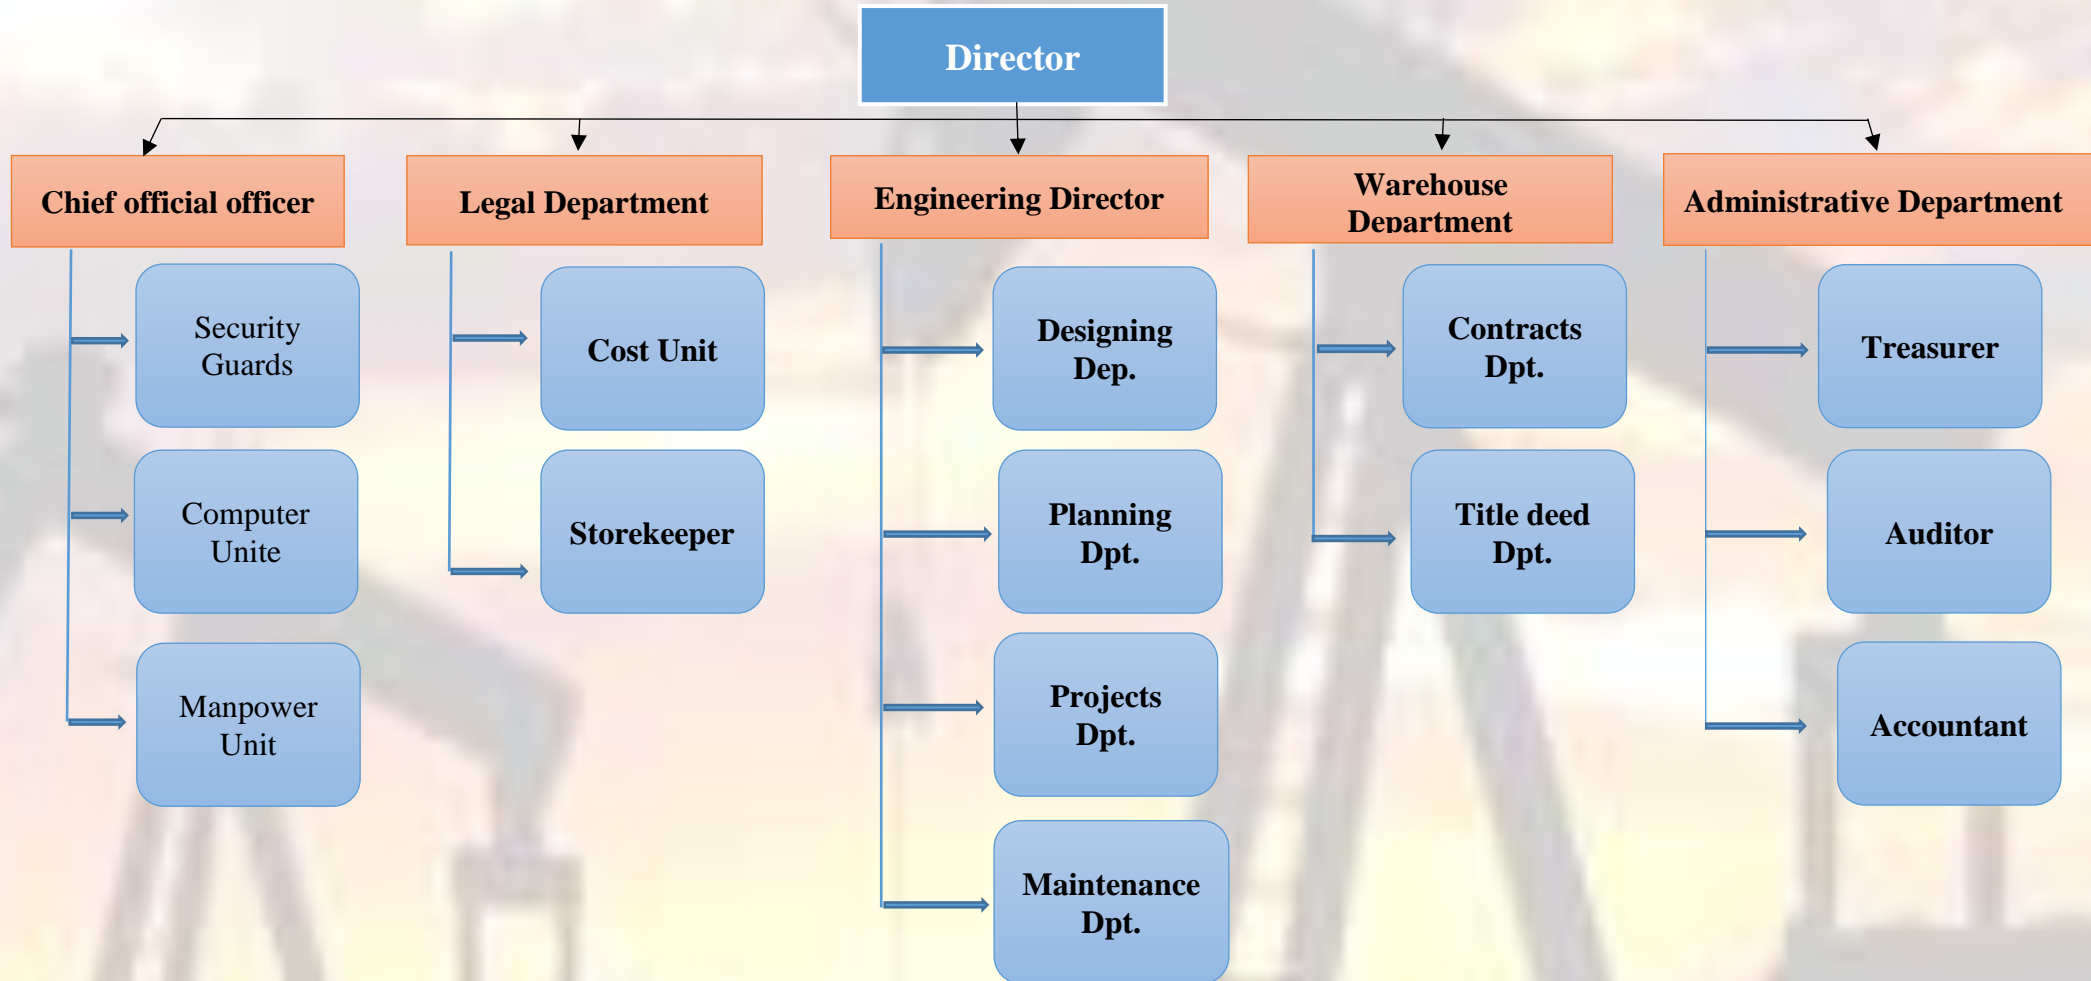 Director
Chief official officer
Legal Department
Engineering Director
Warehouse
Department
Administrative Department
Security
Guards
Computer
Unite
Manpower
Unit
Cost Unit
Storekeeper
Designing
Dep.
Planning
Dpt.
Projects
Dpt.
Maintenance
Dpt.
Contracts
Dpt.
Title deed
Dpt.
Treasurer
Auditor
Accountant